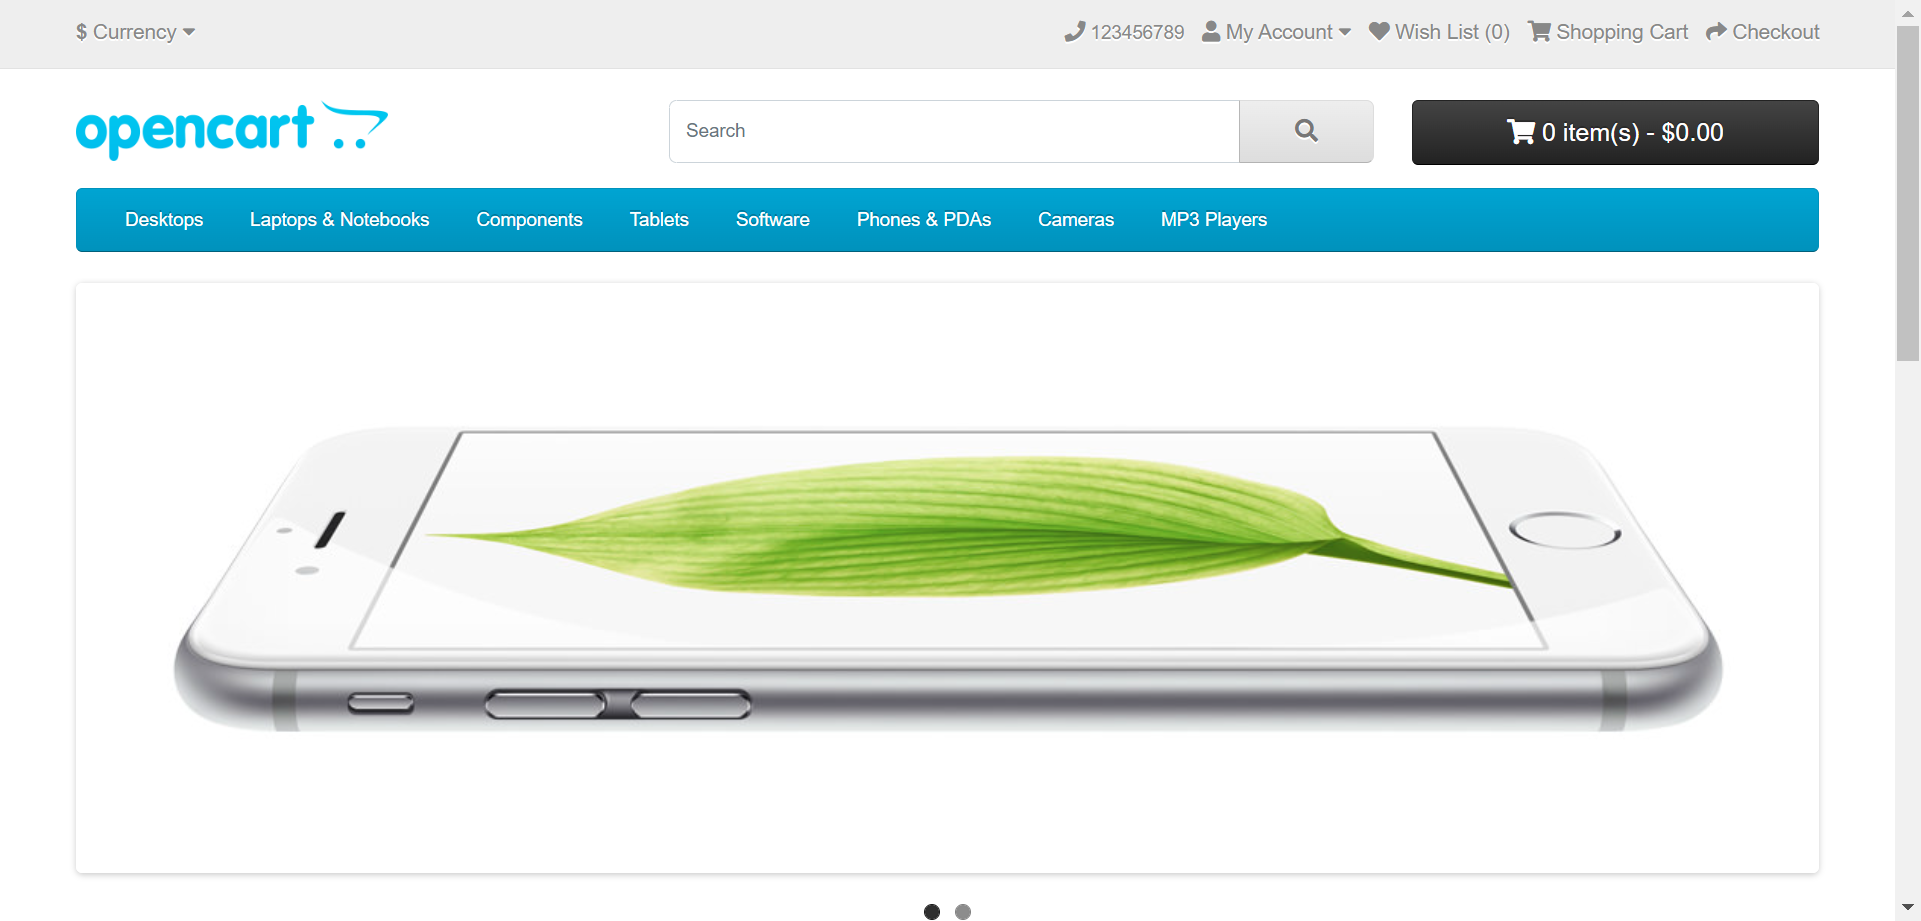 $ Currency
123456789
My Account
Wish List (0)
Shopping Cart
Checkout
opencart
Search
0 item(s) - $0.00
Desktops
Laptops & Notebooks
Components
Tablets
Software
Phones & PDAs
Cameras
MP3 Players